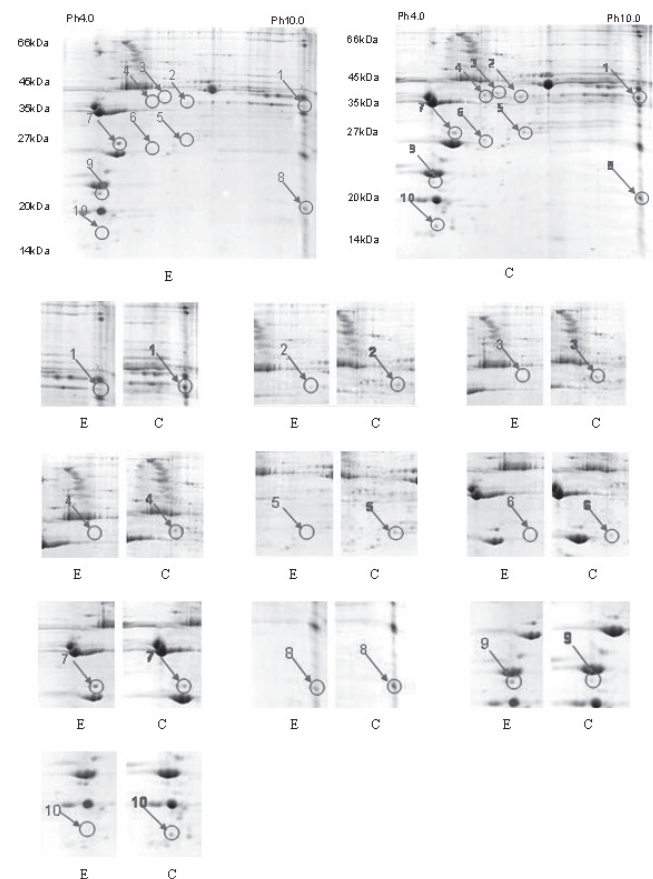 Ph4.0 Ph10.0
66kDa
45kDa
35kDa
27kDa
20kDa
14kDa
1
2
3
4
5
6
7
8
9
10
E
Ph4.0 Ph10.0
66kDa
45kDa
35kDa
27kDa
20kDa
14kDa
1
2
3
4
5
6
7
8
9
10
C
1 1
E C
2 2
E C
3 3
E C
4 4
E C
5 5
E C
6 6
E C
7 7
E C
8 8
E C
9 9
E C
10 10
E C